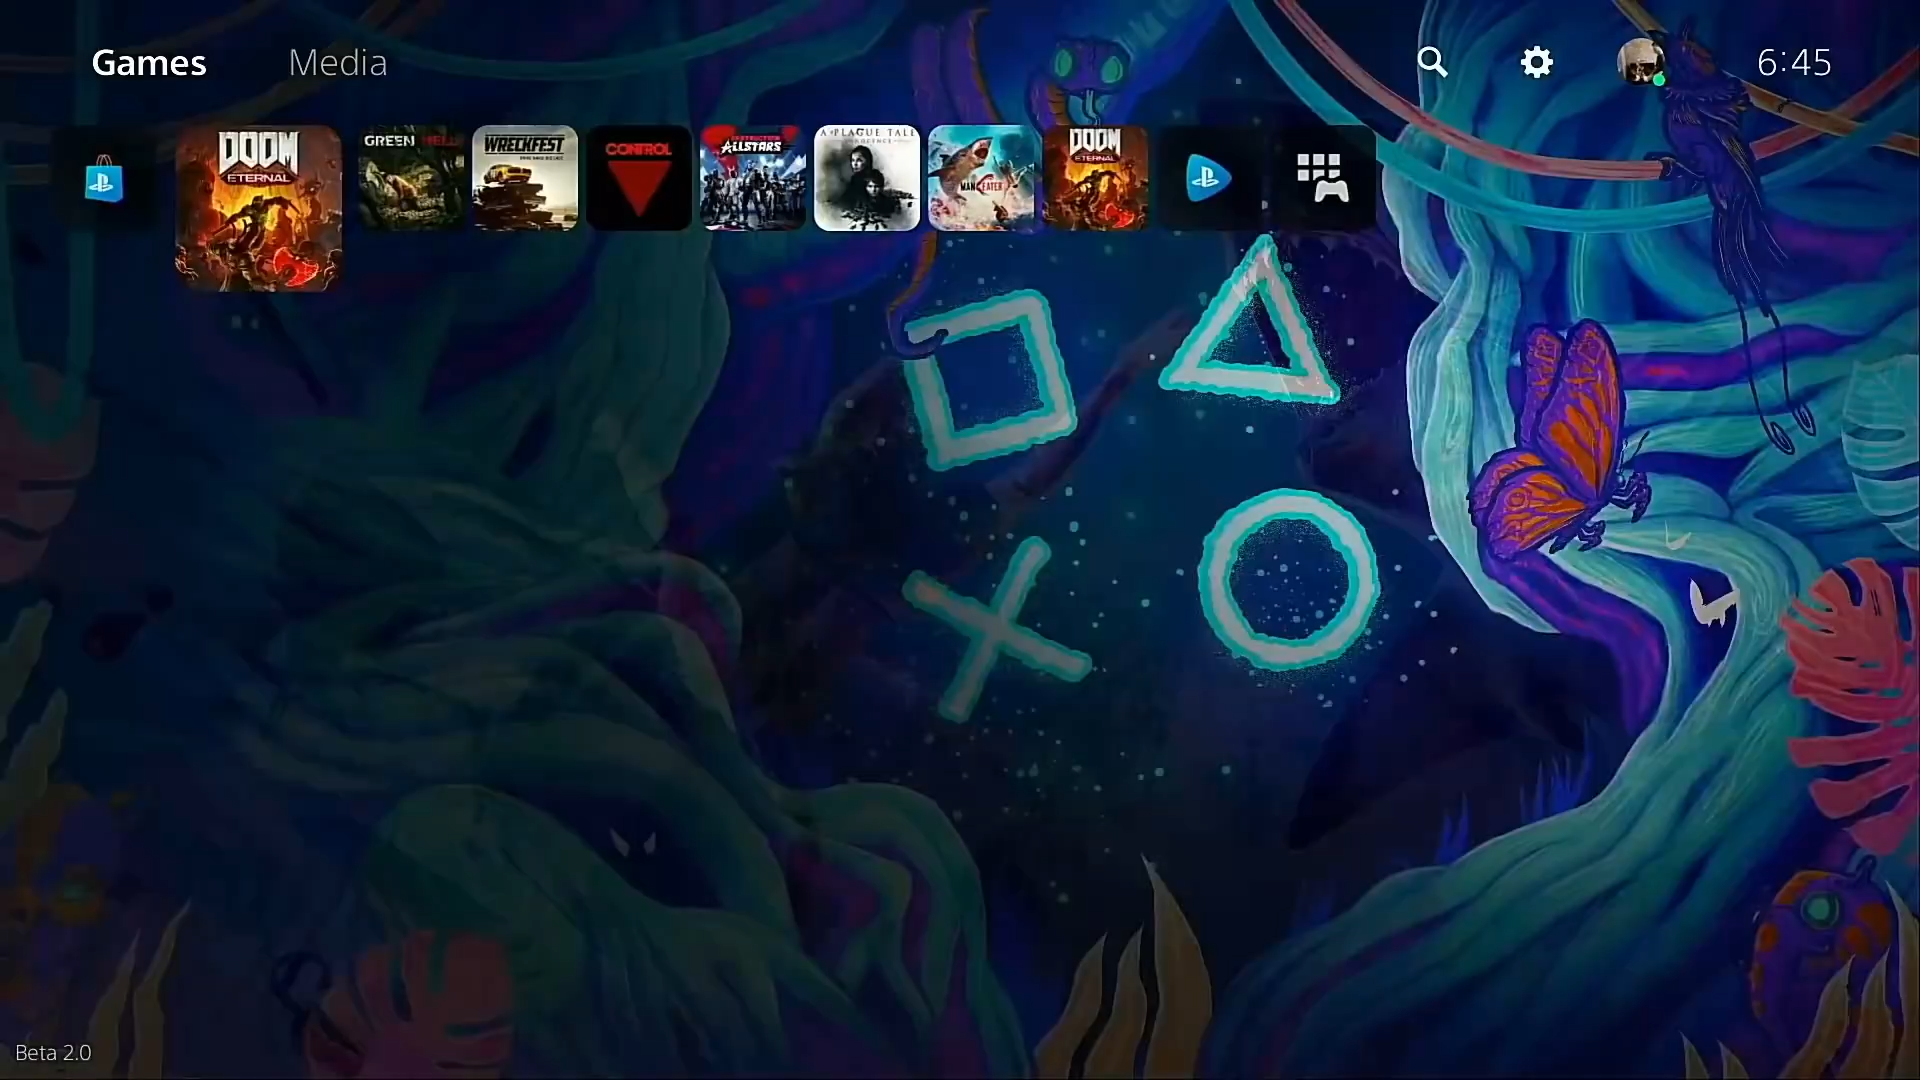 Games
Media
6:45
DOOM
ETERNAL
GREEN HELL
WRECKFEST
CONTROL
DESTRUCTION
ALLSTARS
A PLAGUE TALE
MANEATER
DOOM
ETERNAL
Beta 2.0